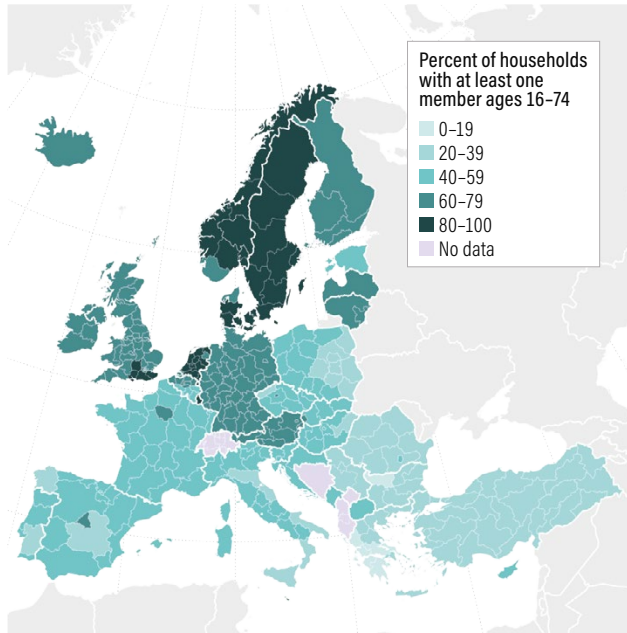 Percent of households
with at least one
member ages 16–74
0–19
20–39
40–59
60–79
80–100
No data